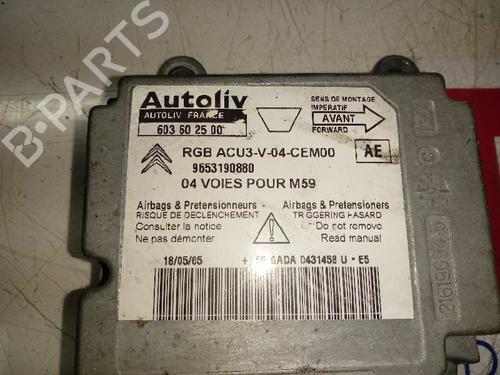 B-PARTS
Autoliv
AUTOLIV FRANCE
603 60 25 00
SENS DE MONTAGE
IMPERATIF
AVANT
FORWARD
RGB ACU3-V-04-CEM00
AE
9653190880
04 VOIES POUR M59
Airbags & Pretensionneurs
RISQUE DE DECLENCHEMENT
Consulter la notice
Ne pas démonter
Airbags & Pretensioners
TRIGGERING HASARD
Do not remove
Read manual
18/05/65
GADA 0431458 U • E5